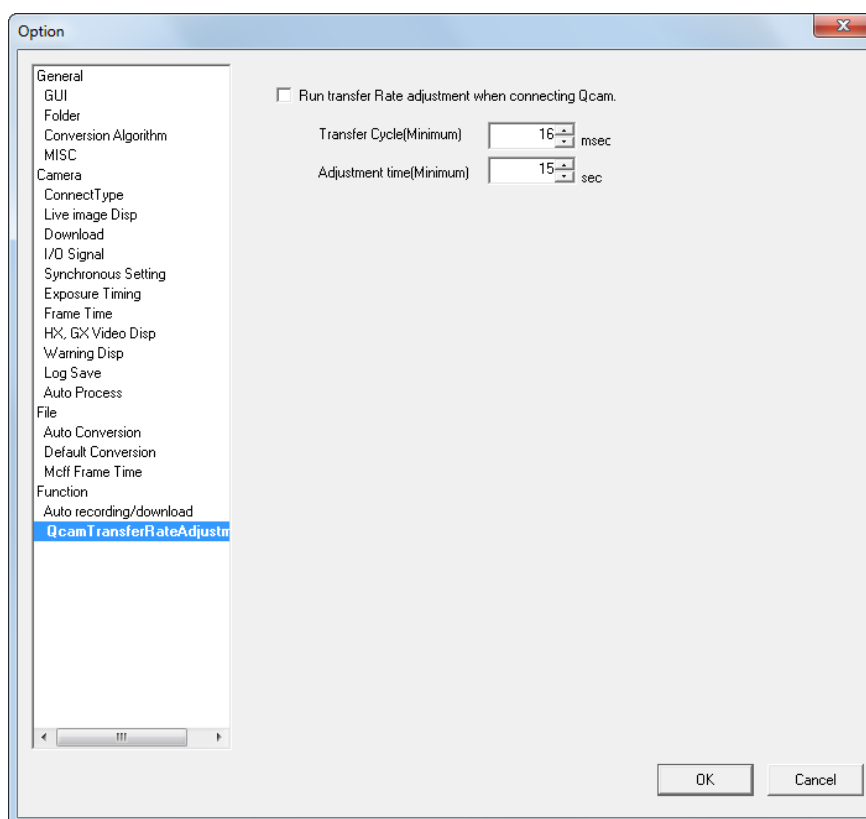 Option
General
GUI
Folder
Conversion Algorithm
MISC
Camera
ConnectType
Live image Disp
Download
I/O Signal
Synchronous Setting
Exposure Timing
Frame Time
HX, GX Video Disp
Warning Disp
Log Save
Auto Process
File
Auto Conversion
Default Conversion
Mcff Frame Time
Function
Auto recording/download
QcamTransferRateAdjustm
Run transfer Rate adjustment when connecting Qcam.
Transfer Cycle(Minimum) 16 msec
Adjustment time(Minimum) 15 sec
OK Cancel